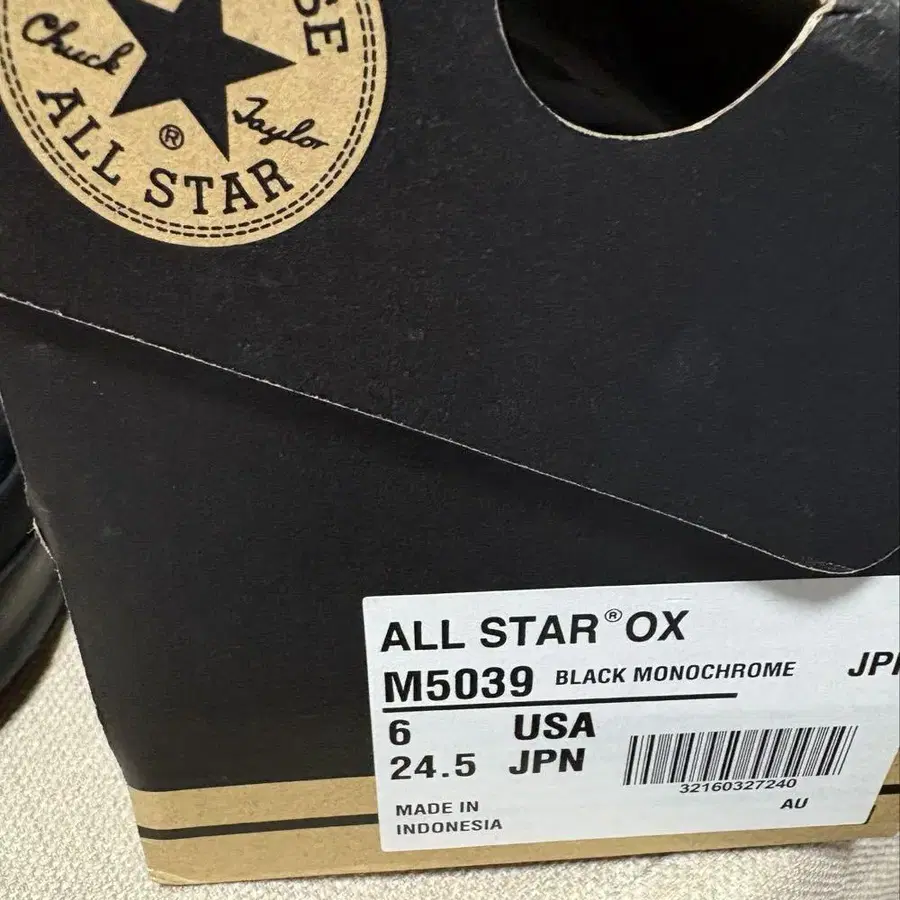 Chuck
Taylor
®
ALL STAR
ALL STAR® OX
M5039 BLACK MONOCHROME
6 USA
24.5 JPN
32160327240
MADE IN
INDONESIA
AU